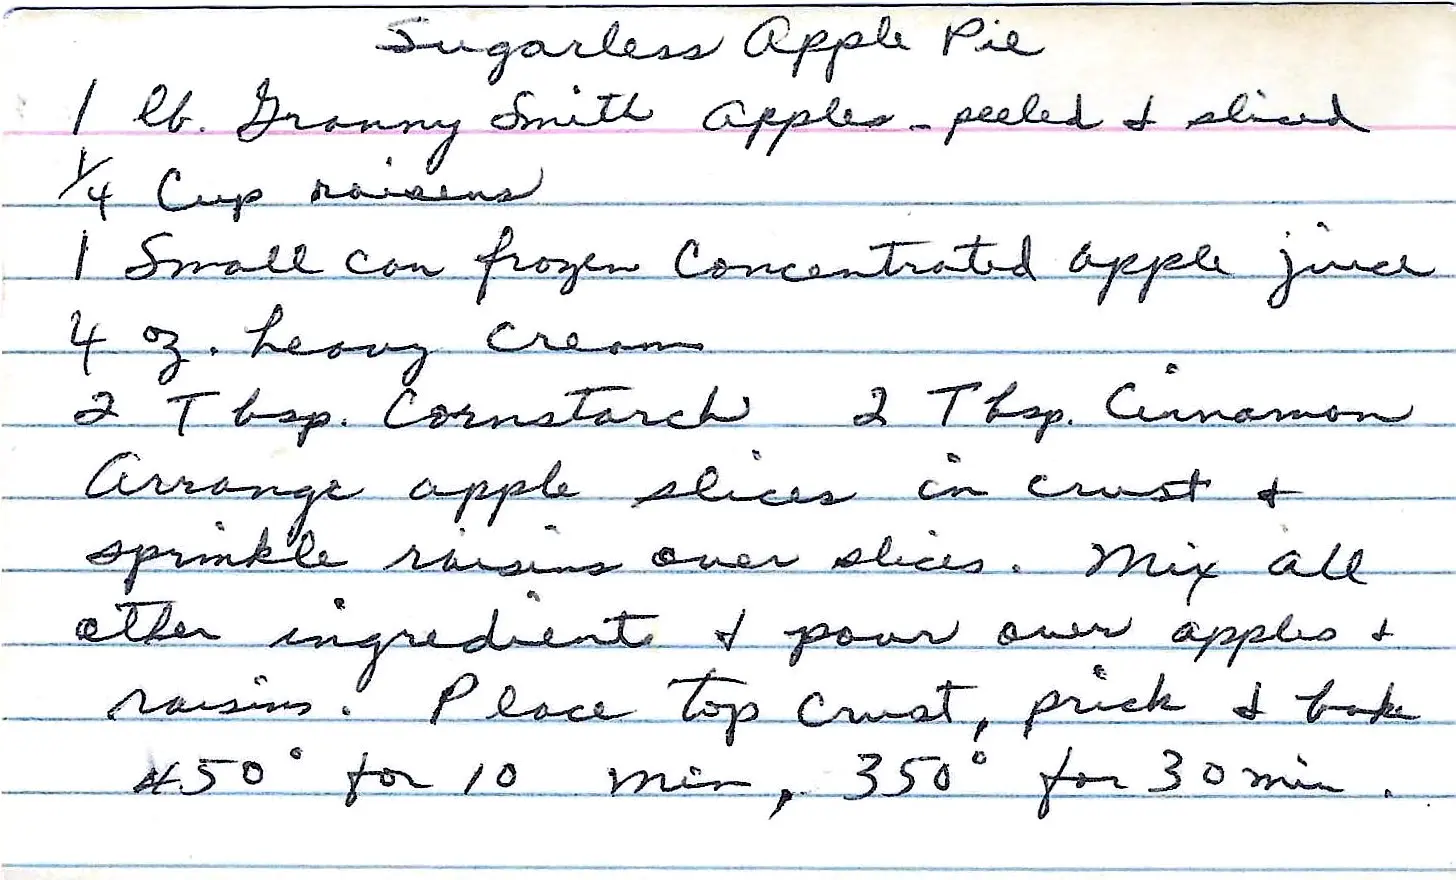 Sugarless Apple Pie
1 lb. Granny Smith apples - peeled & sliced
1/4 Cup raisens
1 Small can frozen Concentrated apple juice
4 oz. heavy cream
2 Tbsp. Cornstarch 2 Tbsp. Cinnamon
Arrange apple slices in crust &
sprinkle raisins over slices. Mix all
other ingredients & pour over apples &
raisins. Place top crust, prick & bake
450° for 10 min, 350° for 30 min.